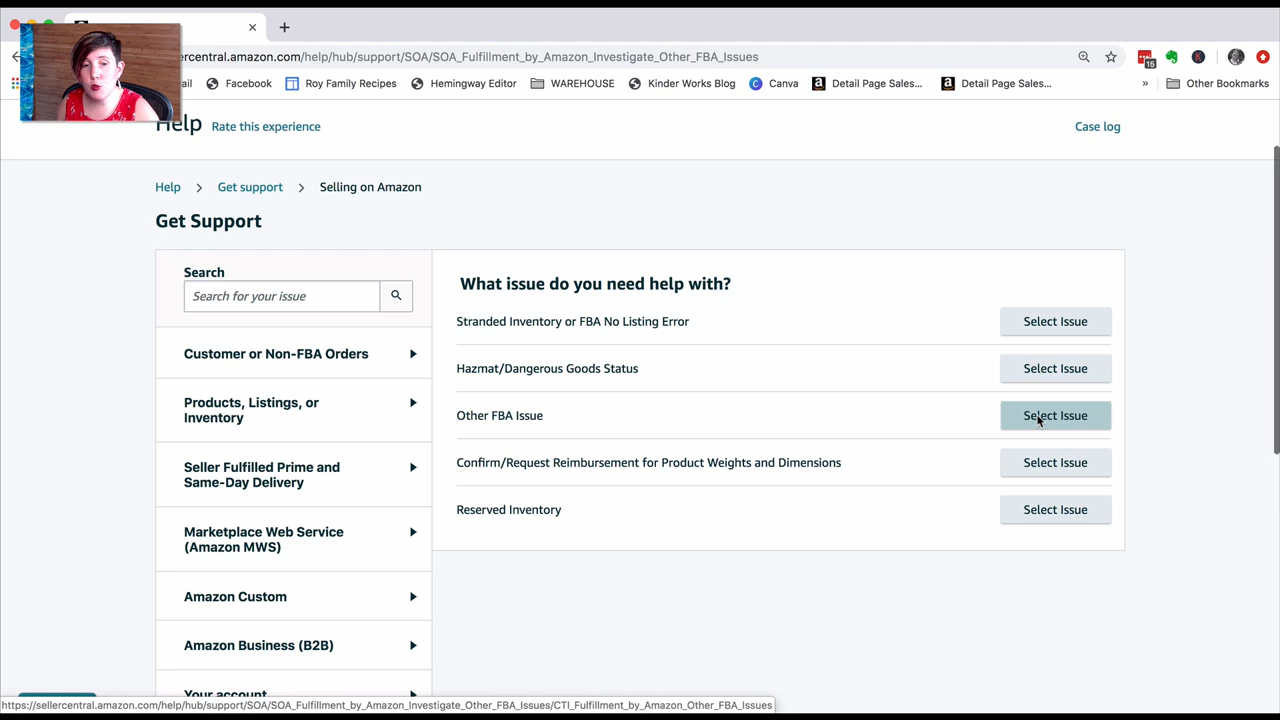 ercentral.amazon.com/help/hub/support/SOA/SOA_Fulfillment_by_Amazon_Investigate_Other_FBA_Issues
15
ail Facebook Roy Family Recipes Hemingway Editor WAREHOUSE Kinder Works Blog Canva Detail Page Sales... Detail Page Sales... » Other Bookmarks
Help Rate this experience Case log
Help > Get support > Selling on Amazon
Get Support
Search
Search for your issue
Customer or Non-FBA Orders
Products, Listings, or
Inventory
Seller Fulfilled Prime and
Same-Day Delivery
Marketplace Web Service
(Amazon MWS)
Amazon Custom
Amazon Business (B2B)
Your account
What issue do you need help with?
Stranded Inventory or FBA No Listing Error Select Issue
Hazmat/Dangerous Goods Status Select Issue
Other FBA Issue Select Issue
Confirm/Request Reimbursement for Product Weights and Dimensions Select Issue
Reserved Inventory Select Issue
https://sellercentral.amazon.com/help/hub/support/SOA/SOA_Fulfillment_by_Amazon_Investigate_Other_FBA_Issues/CTI_Fulfillment_by_Amazon_Other_FBA_Issues